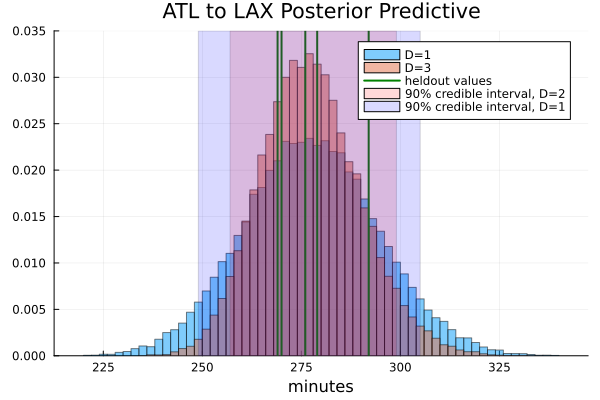 ATL to LAX Posterior Predictive
0.035
0.030
0.025
0.020
0.015
0.010
0.005
0.000
D=1
D=3
heldout values
90% credible interval, D=2
90% credible interval, D=1
225 250 275 300 325
minutes